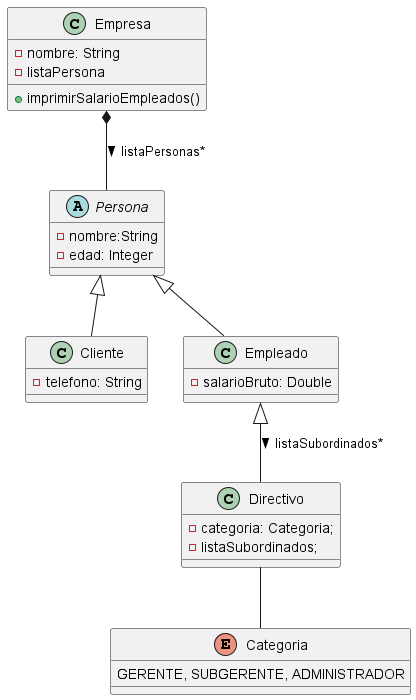 C Empresa
nombre: String
listaPersona
imprimirSalarioEmpleados()
listaPersonas*
A Persona
nombre:String
edad: Integer
C Cliente
telefono: String
C Empleado
salarioBruto: Double
listaSubordinados*
C Directivo
categoria: Categoria;
listaSubordinados;
E Categoria
GERENTE, SUBGERENTE, ADMINISTRADOR